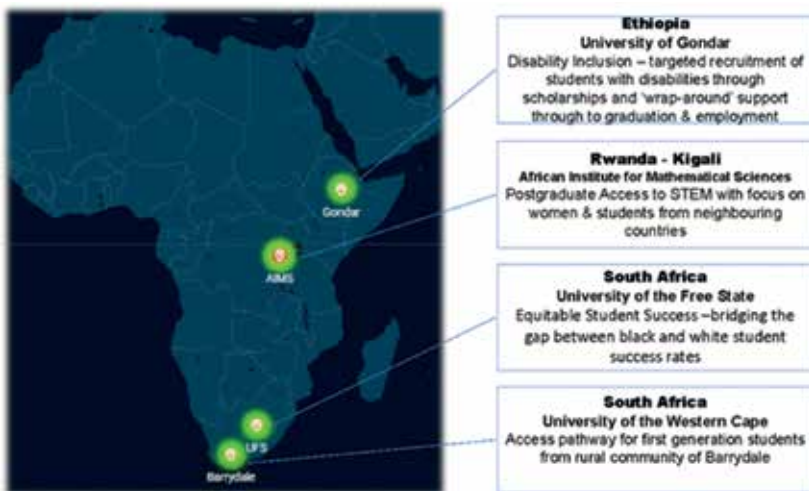 Ethiopia
University of Gondar
Disability Inclusion – targeted recruitment of
students with disabilities through
scholarships and 'wrap-around' support
through to graduation & employment
Rwanda - Kigali
African Institute for Mathematical Sciences
Postgraduate Access to STEM with focus on
women & students from neighbouring
countries
South Africa
University of the Free State
Equitable Student Success –bridging the
gap between black and white student
success rates
South Africa
University of the Western Cape
Access pathway for first generation students
from rural community of Barrydale
Gondar
AIMS
UFS
Barrydale